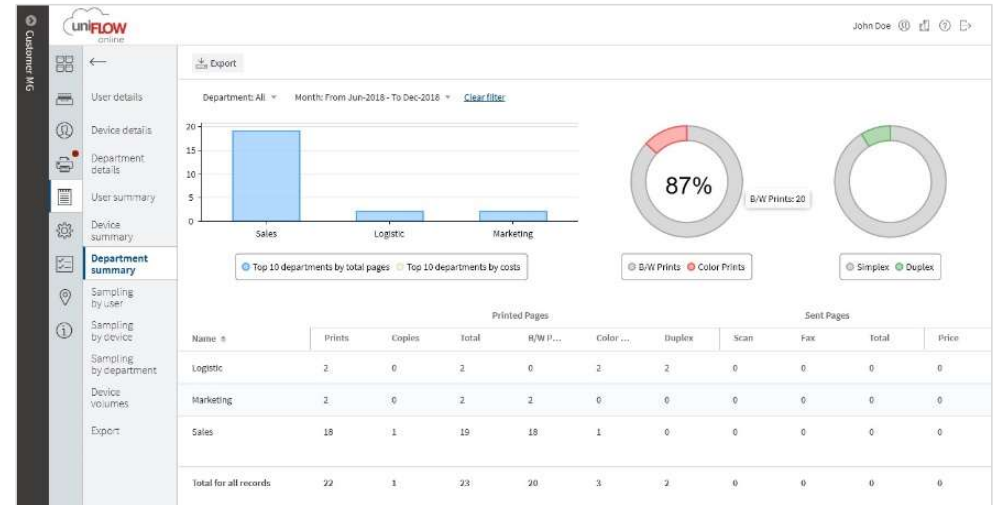 Customer MG
uniFLOW
online
John Doe
Export
User details
Device details
Department
details
User summary
Device
summary
Department
summary
Sampling
by user
Sampling
by device
Sampling
by department
Device
volumes
Export
Department: All
Month: From Jun-2018 - To Dec-2018
Clear filter
20
15
10
5
0
Sales
Logistic
Marketing
Top 10 departments by total pages
Top 10 departments by costs
87%
B/W Prints: 20
B/W Prints
Color Prints
Simplex
Duplex
Printed Pages
Sent Pages
Name Prints Copies Total B/W P... Color ... Duplex Scan Fax Total Price
Logistic 2 0 2 0 2 2 0 0 0 0
Marketing 2 0 2 2 0 0 0 0 0 0
Sales 18 1 19 18 1 0 0 0 0 0
Total for all records 22 1 23 20 3 2 0 0 0 0